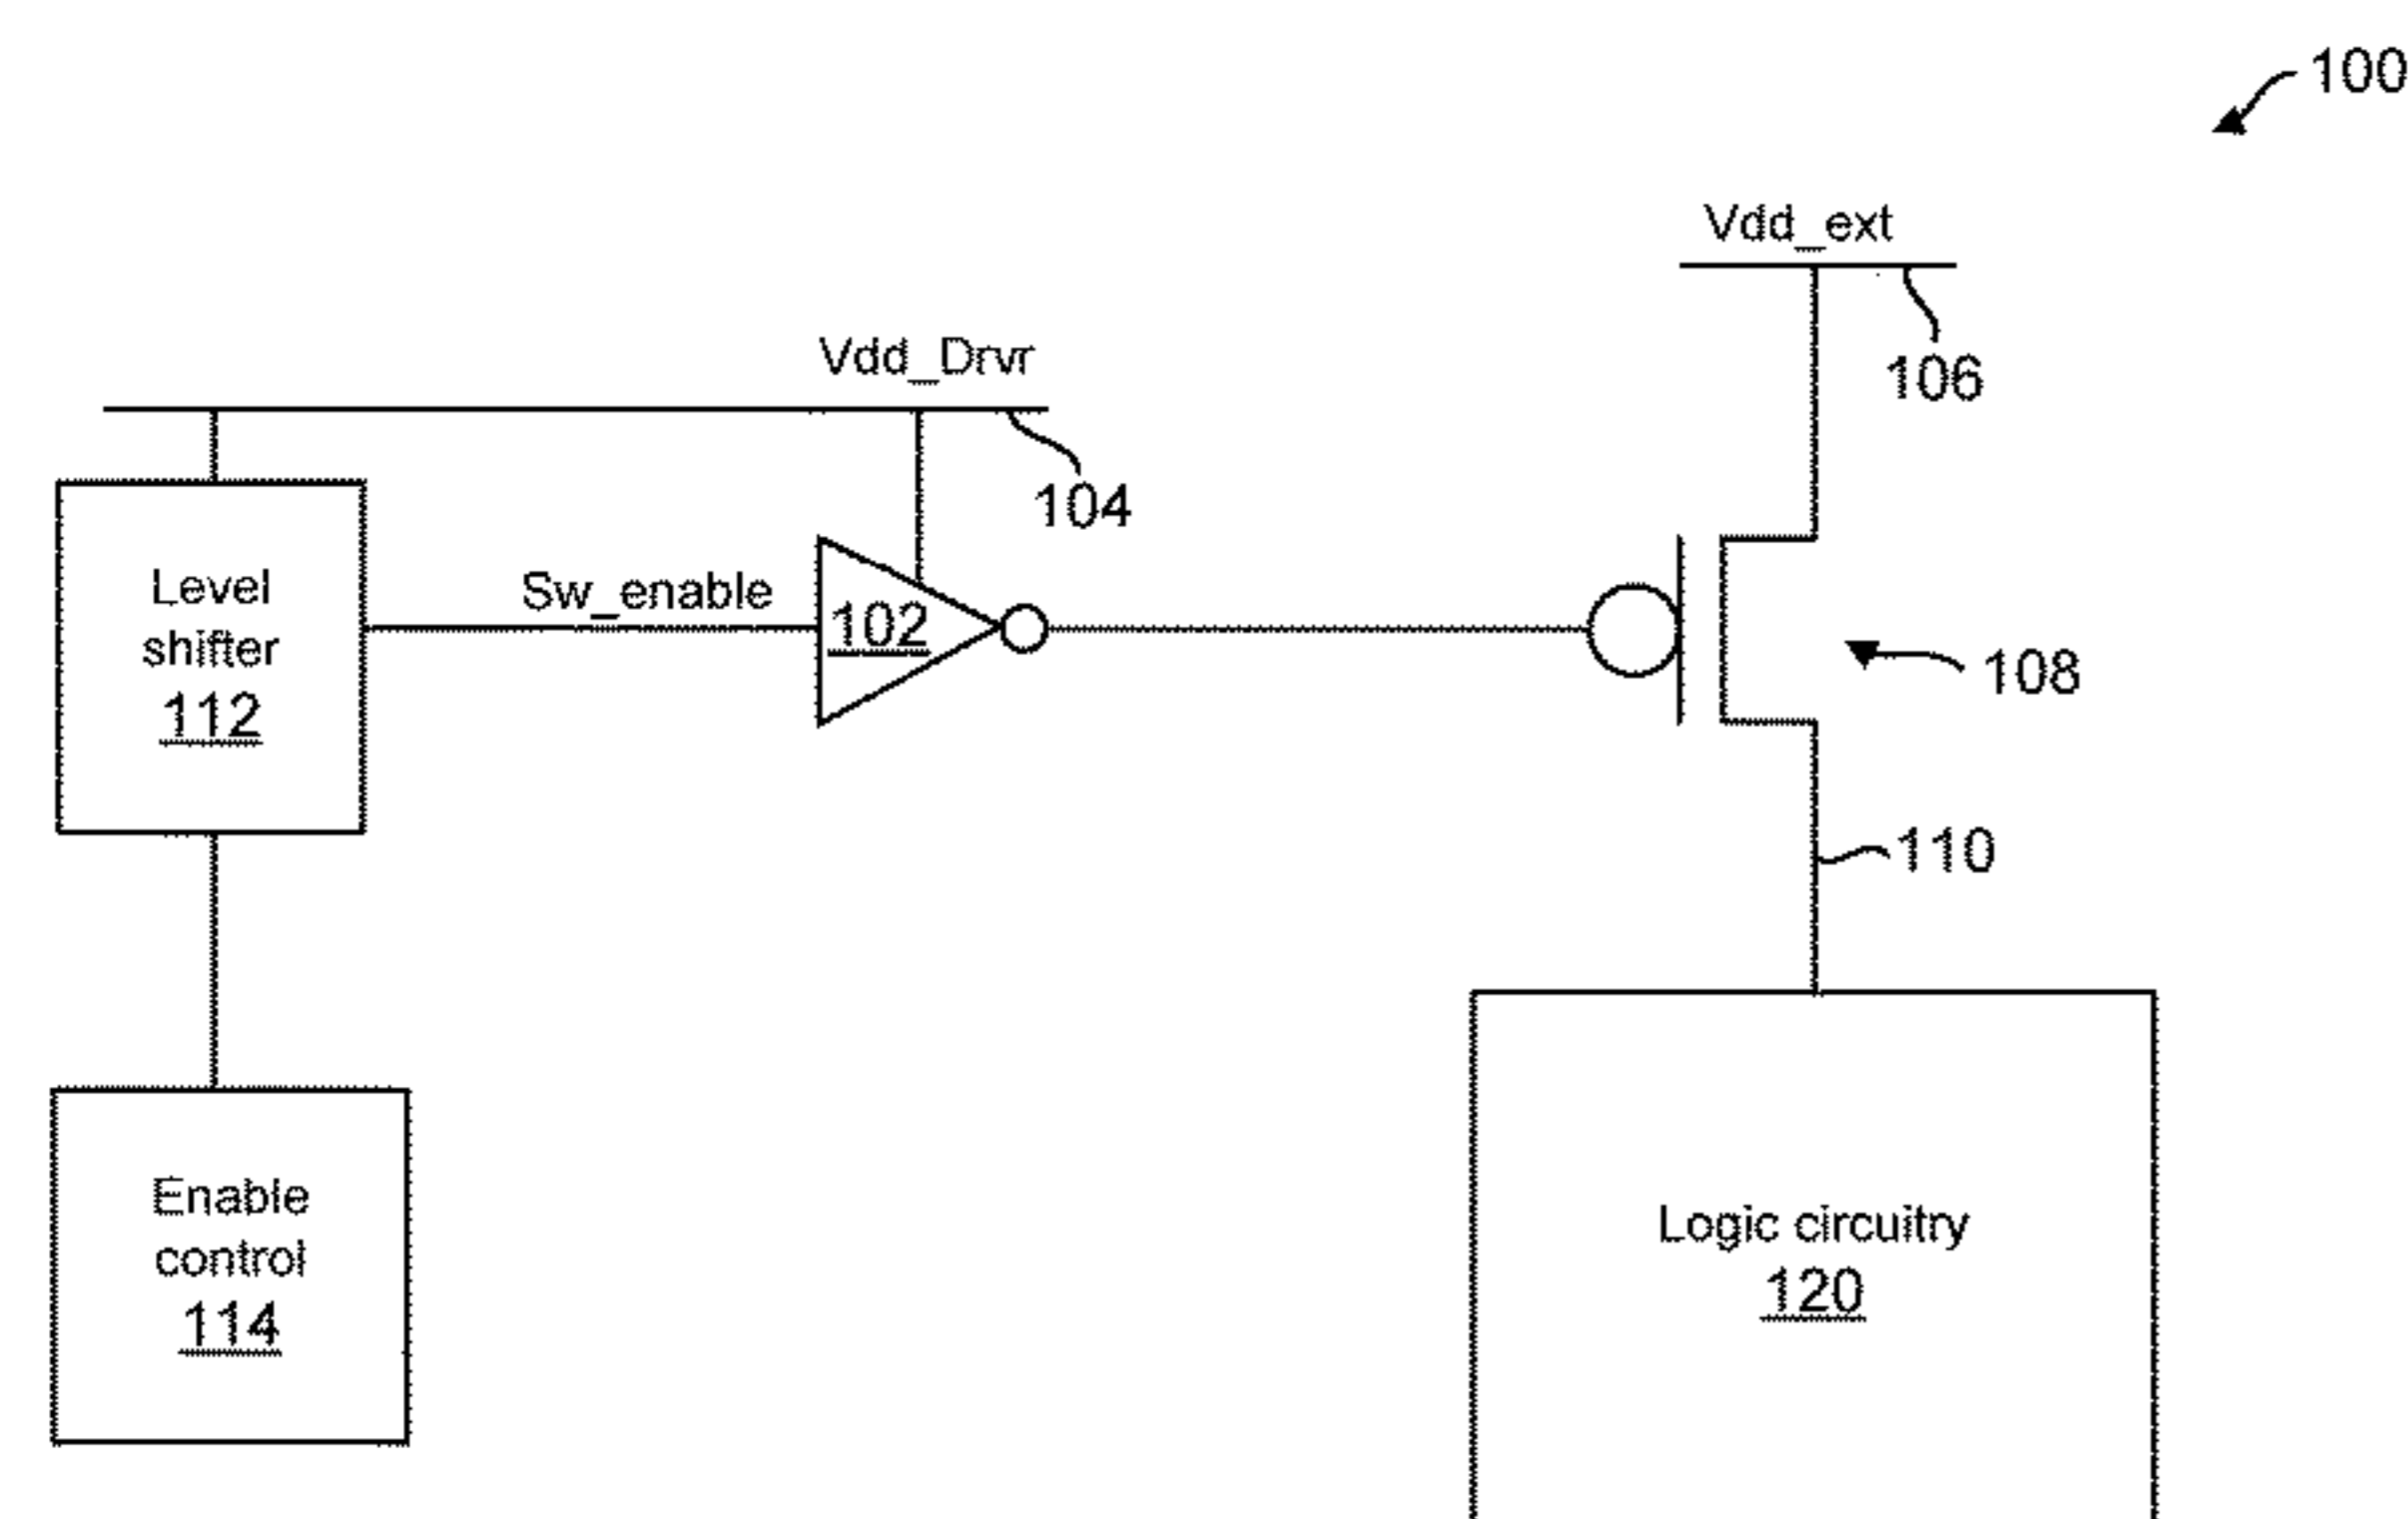 100
Vdd_ext
106
Vdd_Drvr
104
Level
shifter
112
Sw_enable
102
108
110
Enable
control
114
Logic circuitry
120